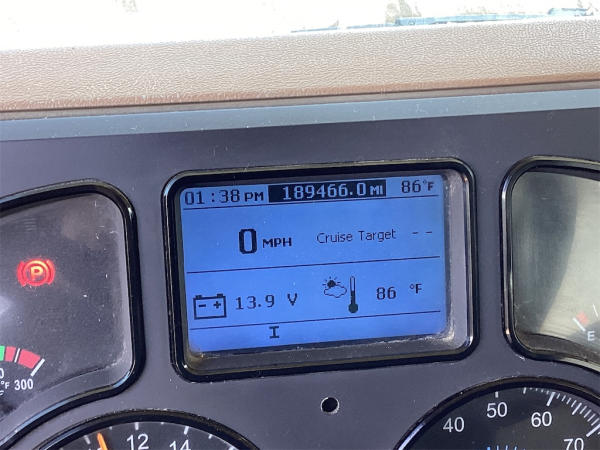 01:38 PM 189466.0 MI 86°F
0 MPH Cruise Target --
13.9 V 86 °F
I
P
°F 300
E
12 14
40 50 60 70
70